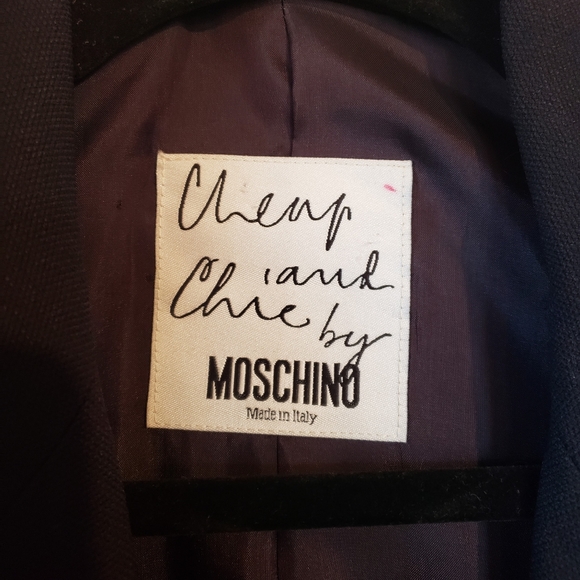 Cheap
and
Chic by
MOSCHINO
Made in Italy